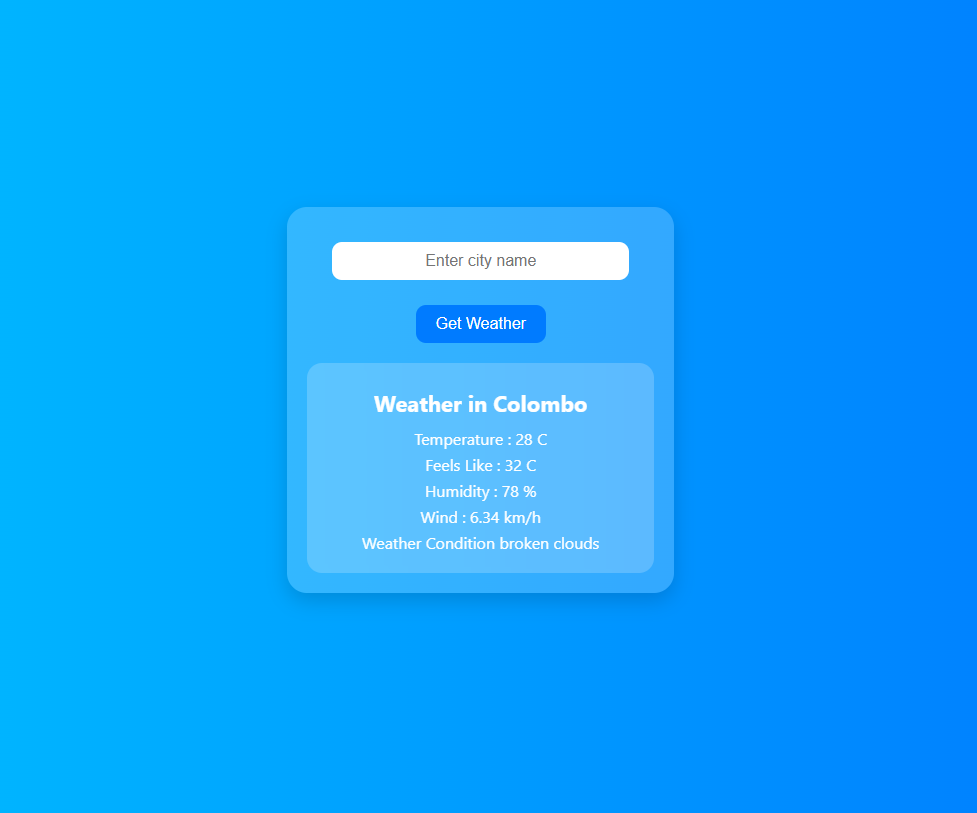 Enter city name
Get Weather
Weather in Colombo
Temperature : 28 C
Feels Like : 32 C
Humidity : 78 %
Wind : 6.34 km/h
Weather Condition broken clouds